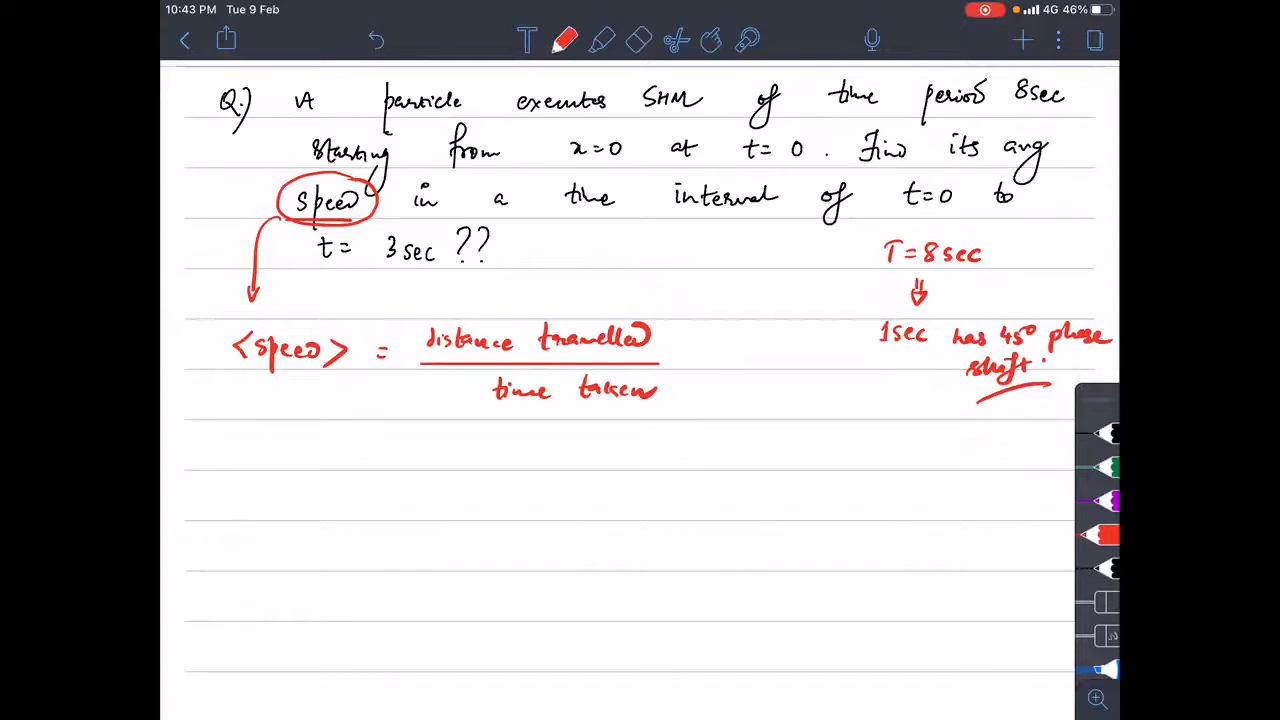 10:43 PM Tue 9 Feb
4G 46%
Q.) A particle executes SHM of time period 8sec
starting from x=0 at t=0. Find its avg
speed in a time interval of t=0 to
t= 3sec ??
T=8sec
⇓
1sec has 45° phase
shift.
<speed> = distance travelled
time taken